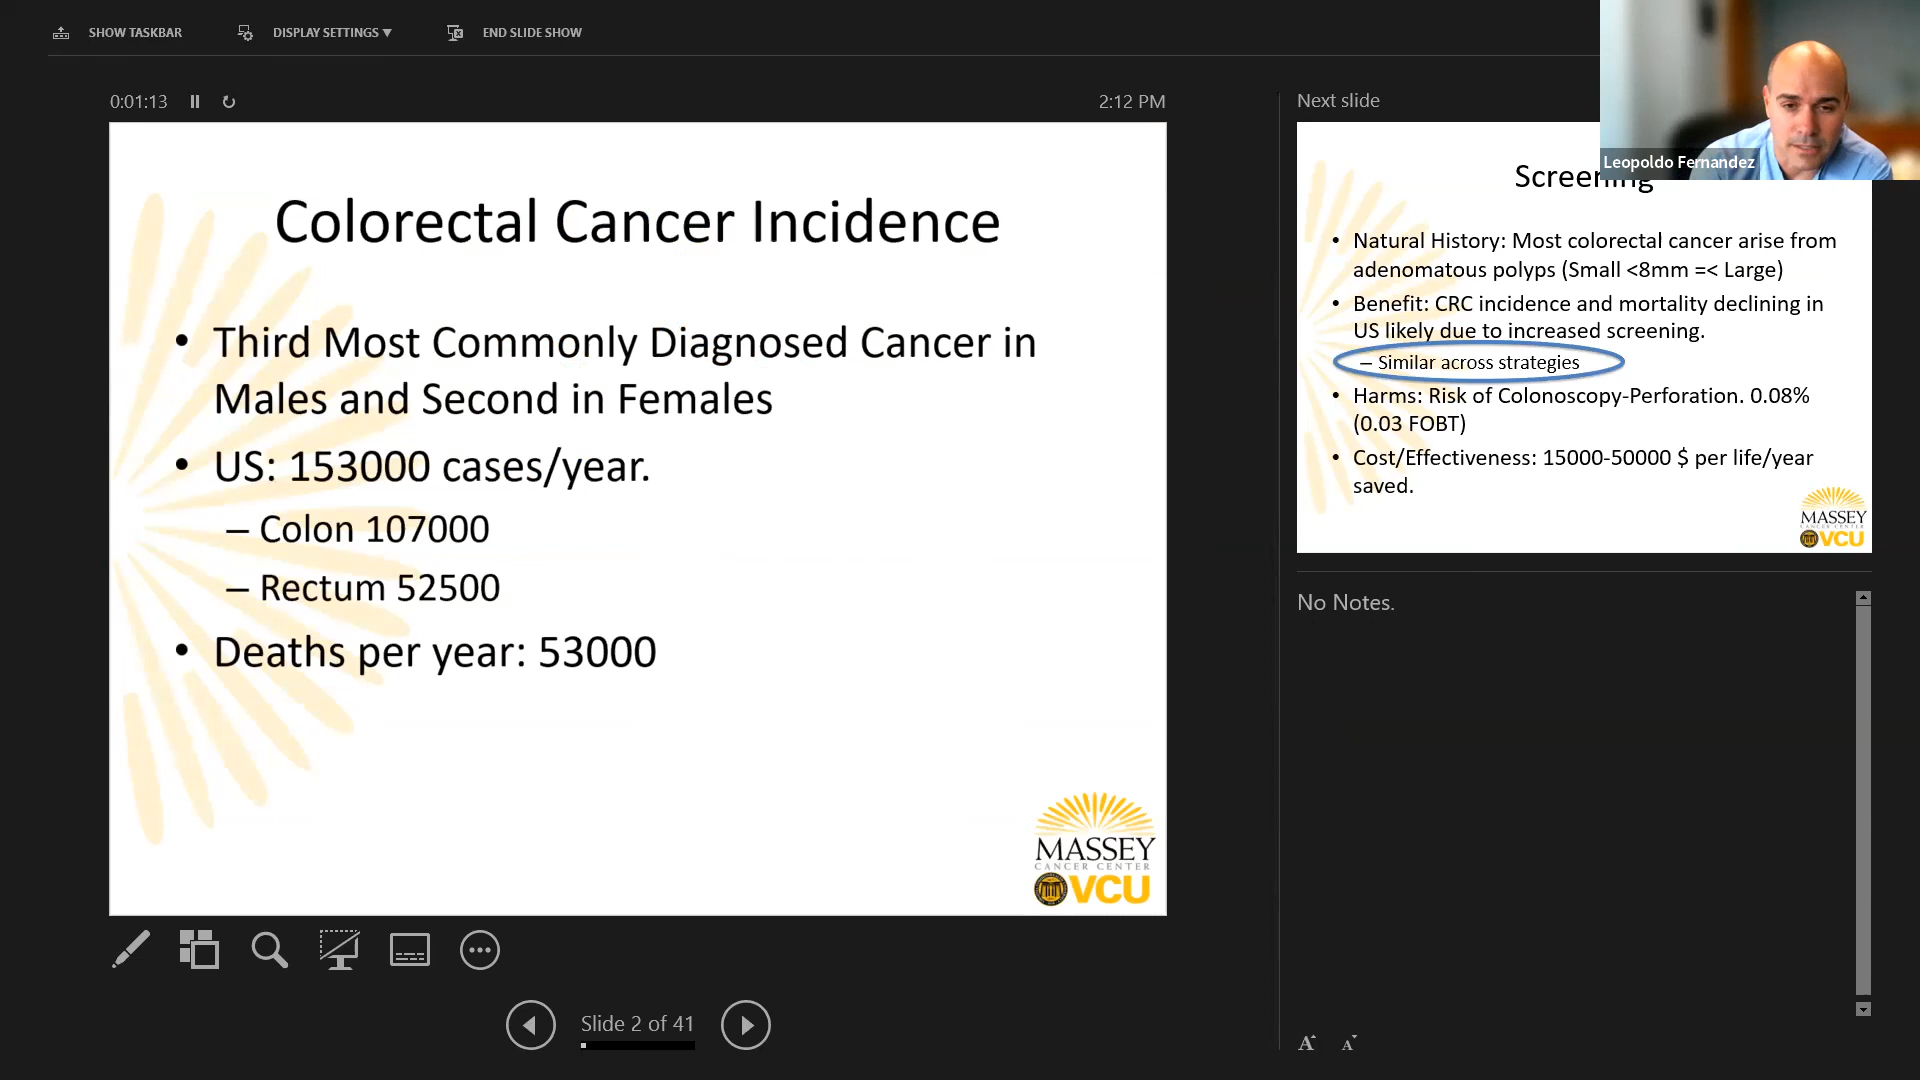 SHOW TASKBAR
DISPLAY SETTINGS ▼
END SLIDE SHOW
0:01:13
2:12 PM
Colorectal Cancer Incidence
• Third Most Commonly Diagnosed Cancer in
Males and Second in Females
• US: 153000 cases/year.
– Colon 107000
– Rectum 52500
• Deaths per year: 53000
MASSEY
CANCER CENTER
VCU
Slide 2 of 41
Next slide
Leopoldo Fernandez
Screening
• Natural History: Most colorectal cancer arise from
adenomatous polyps (Small <8mm =< Large)
• Benefit: CRC incidence and mortality declining in
US likely due to increased screening.
– Similar across strategies
• Harms: Risk of Colonoscopy-Perforation. 0.08%
(0.03 FOBT)
• Cost/Effectiveness: 15000-50000 $ per life/year
saved.
MASSEY
CANCER CENTER
VCU
No Notes.
A A